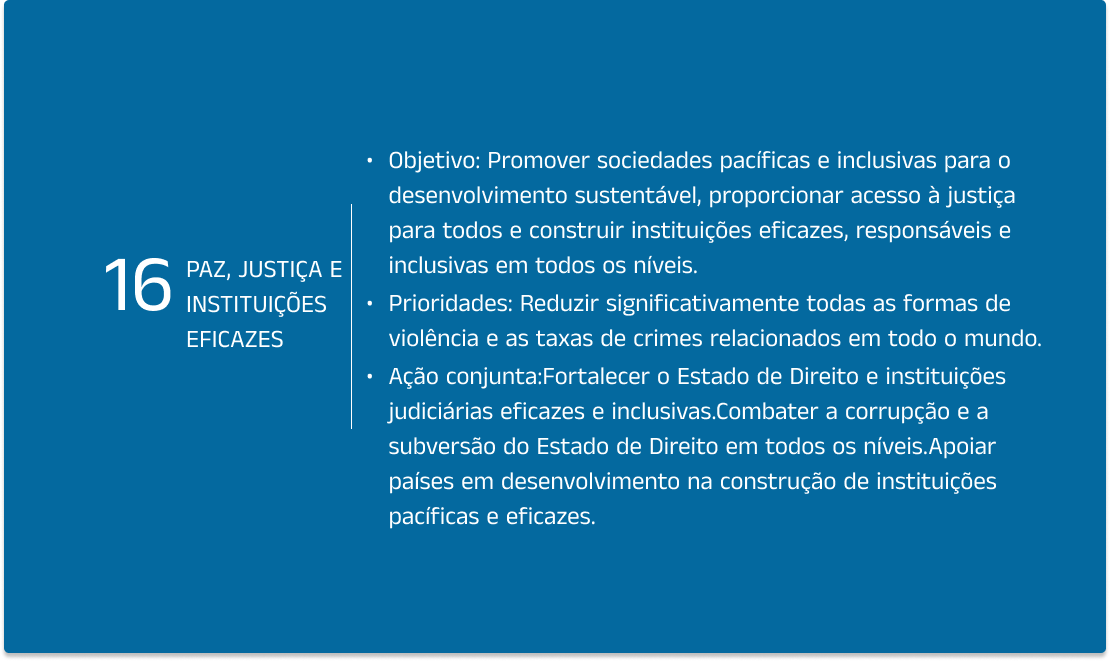 16
PAZ, JUSTIÇA E
INSTITUIÇÕES
EFICAZES
• Objetivo: Promover sociedades pacíficas e inclusivas para o
desenvolvimento sustentável, proporcionar acesso à justiça
para todos e construir instituições eficazes, responsáveis e
inclusivas em todos os níveis.
• Prioridades: Reduzir significativamente todas as formas de
violência e as taxas de crimes relacionados em todo o mundo.
• Ação conjunta:Fortalecer o Estado de Direito e instituições
judiciárias eficazes e inclusivas.Combater a corrupção e a
subversão do Estado de Direito em todos os níveis.Apoiar
países em desenvolvimento na construção de instituições
pacíficas e eficazes.